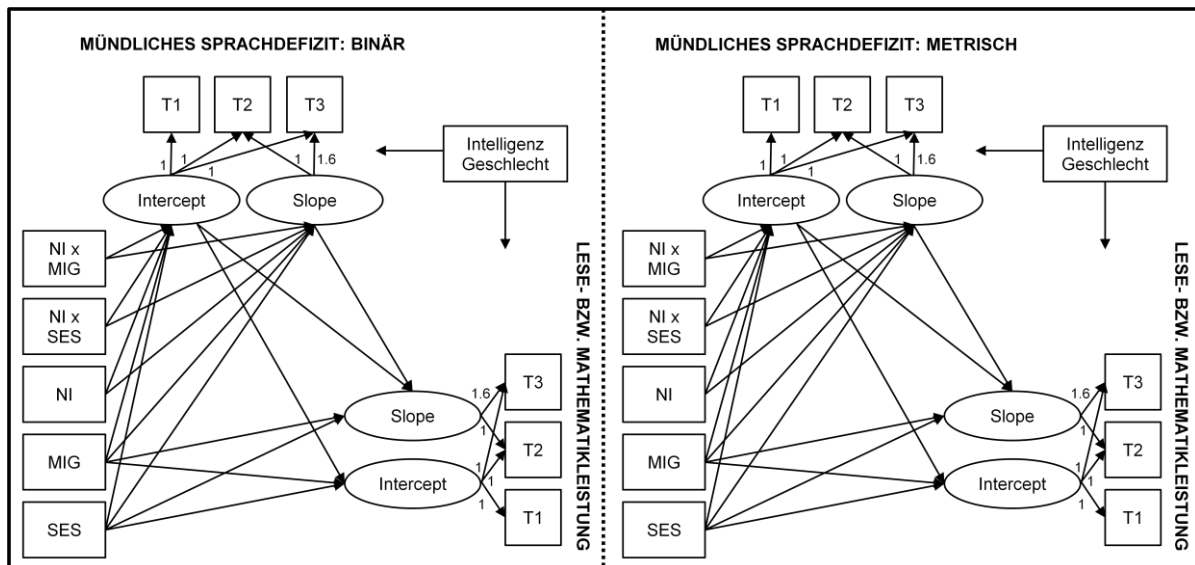 MÜNDLICHES SPRACHDEFIZIT: BINÄR
T1
T2
T3
Intelligenz
Geschlecht
1
1
1
1
1.6
Intercept
Slope
NI x
MIG
NI x
SES
NI
MIG
SES
Slope
Intercept
1.6
1
1
1
1
T3
T2
T1
LESE- BZW. MATHEMATIKLEISTUNG
MÜNDLICHES SPRACHDEFIZIT: METRISCH
T1
T2
T3
Intelligenz
Geschlecht
1
1
1
1
1.6
Intercept
Slope
NI x
MIG
NI x
SES
NI
MIG
SES
Slope
Intercept
1.6
1
1
1
1
T3
T2
T1
LESE- BZW. MATHEMATIKLEISTUNG